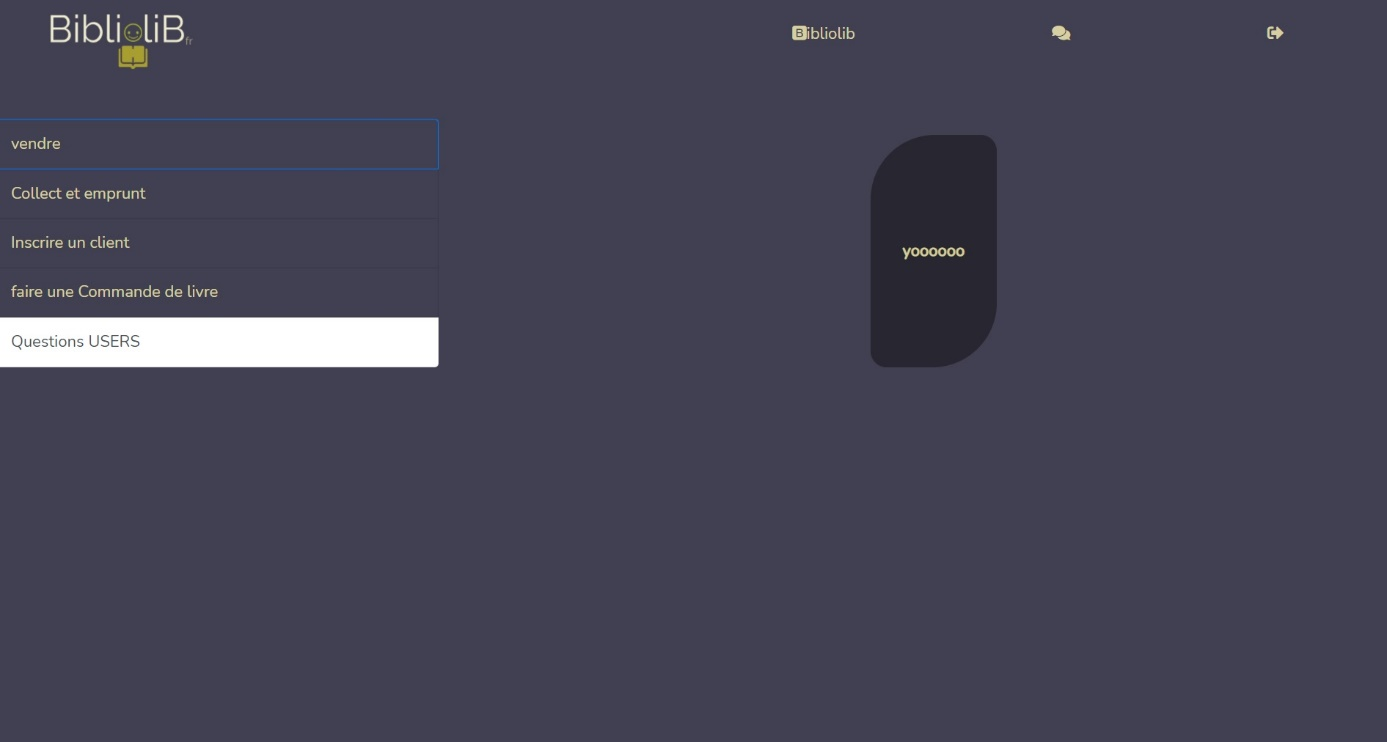 BiblioliB.fr
Bibliolib
vendre
Collect et emprunt
Inscrire un client
faire une Commande de livre
Questions USERS
yoooooo